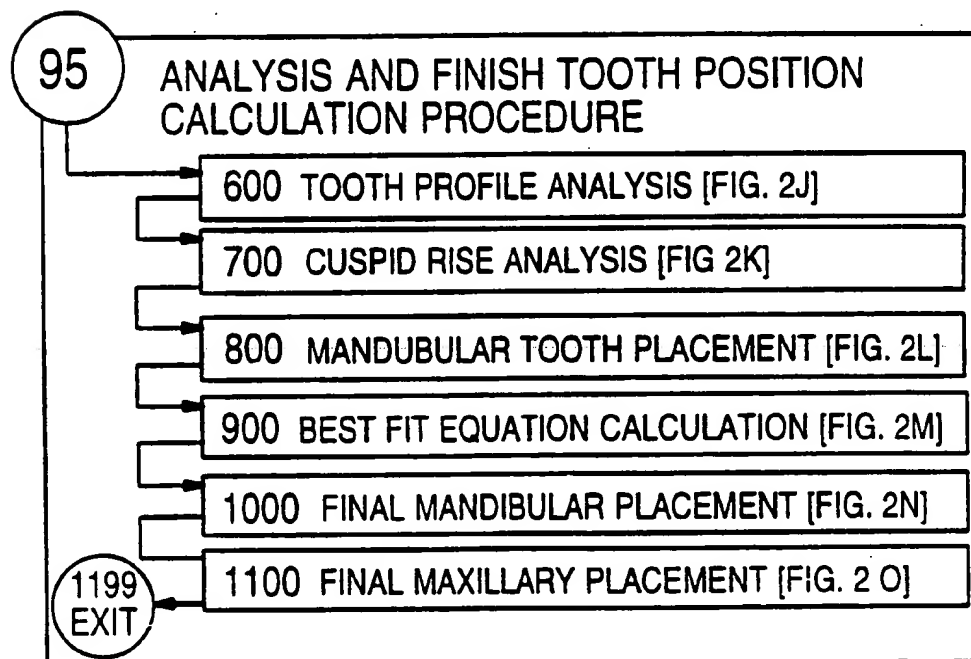 95
ANALYSIS AND FINISH TOOTH POSITION
CALCULATION PROCEDURE
600 TOOTH PROFILE ANALYSIS [FIG. 2J]
700 CUSPID RISE ANALYSIS [FIG 2K]
800 MANDUBULAR TOOTH PLACEMENT [FIG. 2L]
900 BEST FIT EQUATION CALCULATION [FIG. 2M]
1000 FINAL MANDIBULAR PLACEMENT [FIG. 2N]
1100 FINAL MAXILLARY PLACEMENT [FIG. 2 O]
1199
EXIT